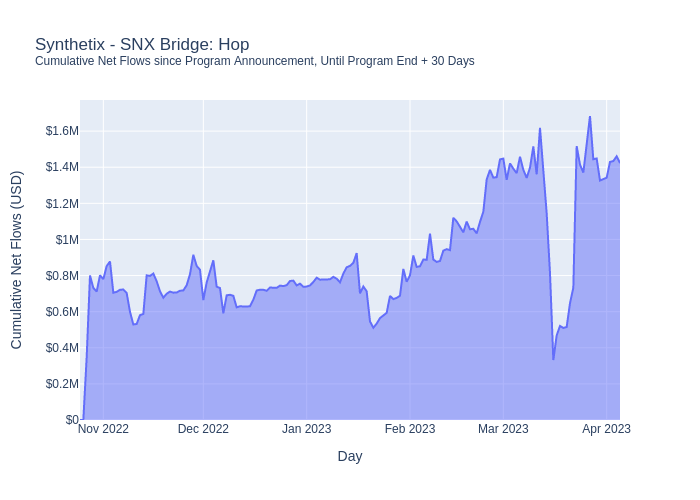 Synthetix - SNX Bridge: Hop
Cumulative Net Flows since Program Announcement, Until Program End + 30 Days
Cumulative Net Flows (USD)
$1.6M
$1.4M
$1.2M
$1M
$0.8M
$0.6M
$0.4M
$0.2M
$0
Nov 2022 Dec 2022 Jan 2023 Feb 2023 Mar 2023 Apr 2023
Day